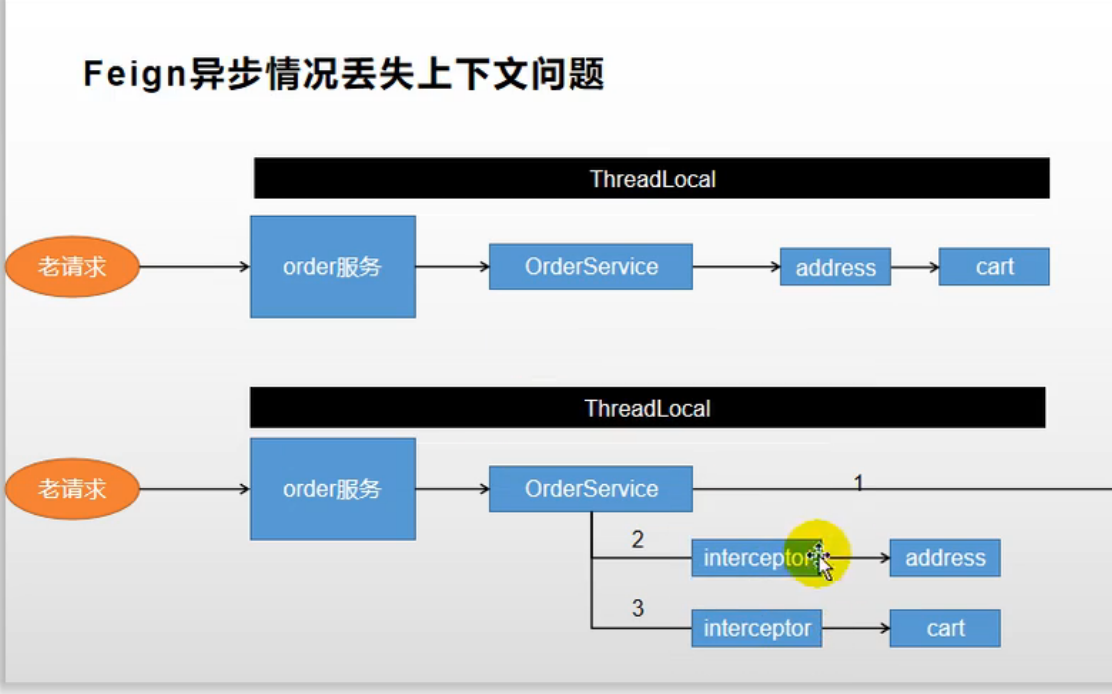 Feign异步情况丢失上下文问题
ThreadLocal
老请求
order服务
OrderService
address
cart
ThreadLocal
老请求
order服务
OrderService
1
2
interceptor
address
3
interceptor
cart